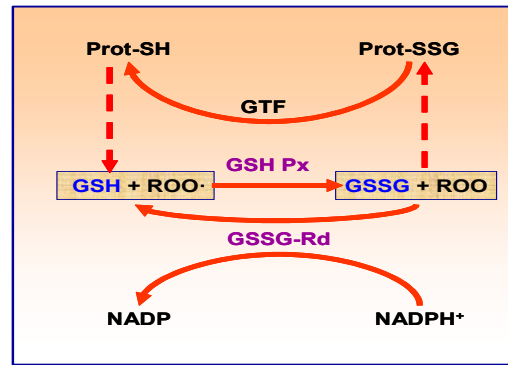 Prot-SH Prot-SSG
GTF
GSH Px
GSH + ROO· GSSG + ROO
GSSG-Rd
NADP NADPH⁺